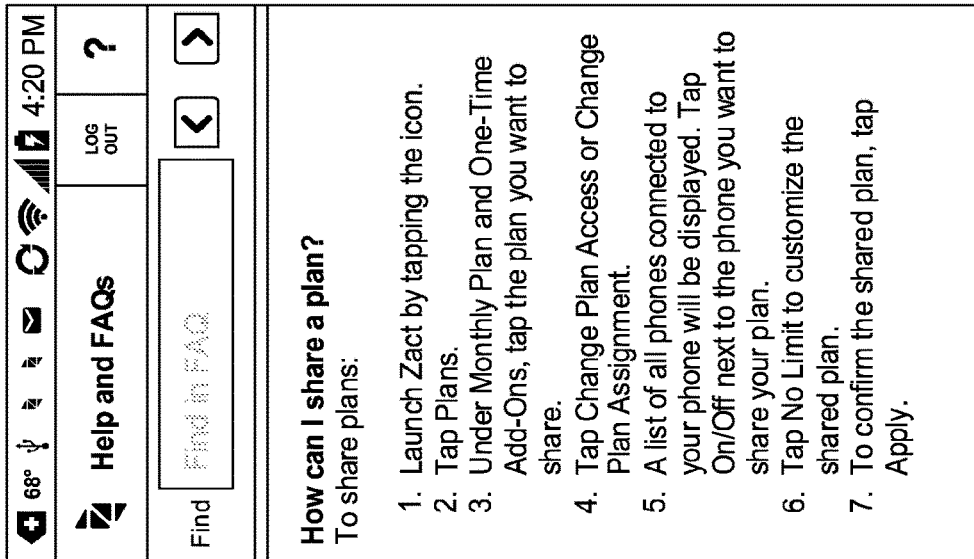 68° 4:20 PM
Help and FAQs LOG OUT ?
Find Find in FAQ < >
How can I share a plan?
To share plans:
1. Launch Zact by tapping the icon.
2. Tap Plans.
3. Under Monthly Plan and One-Time
Add-Ons, tap the plan you want to
share.
4. Tap Change Plan Access or Change
Plan Assignment.
5. A list of all phones connected to
your phone will be displayed. Tap
On/Off next to the phone you want to
share your plan.
6. Tap No Limit to customize the
shared plan.
7. To confirm the shared plan, tap
Apply.